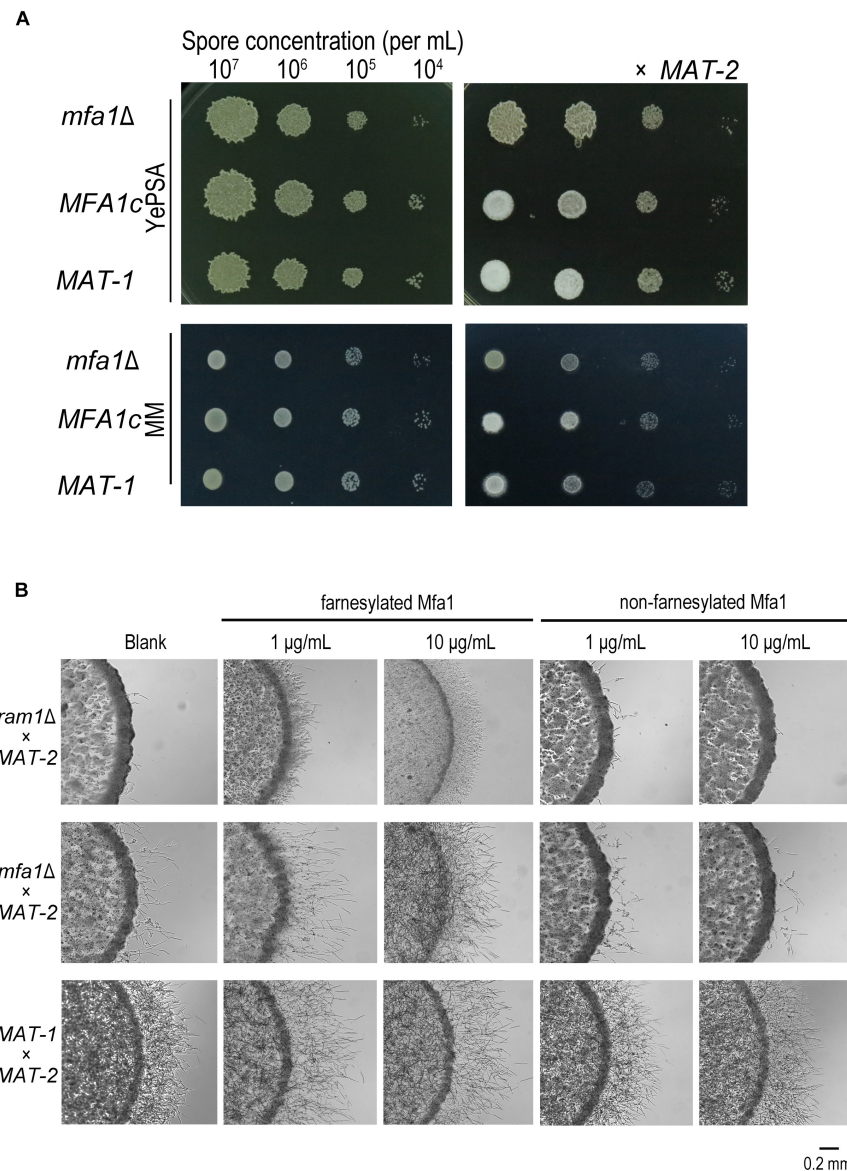 A
Spore concentration (per mL)
10⁷ 10⁶ 10⁵ 10⁴ × MAT-2
mfa1Δ
MFA1c
MAT-1
YePSA
mfa1Δ
MFA1c
MAT-1
MM
B
farnesylated Mfa1 non-farnesylated Mfa1
Blank 1 µg/mL 10 µg/mL 1 µg/mL 10 µg/mL
ram1Δ
×
MAT-2
mfa1Δ
×
MAT-2
MAT-1
×
MAT-2
0.2 mm